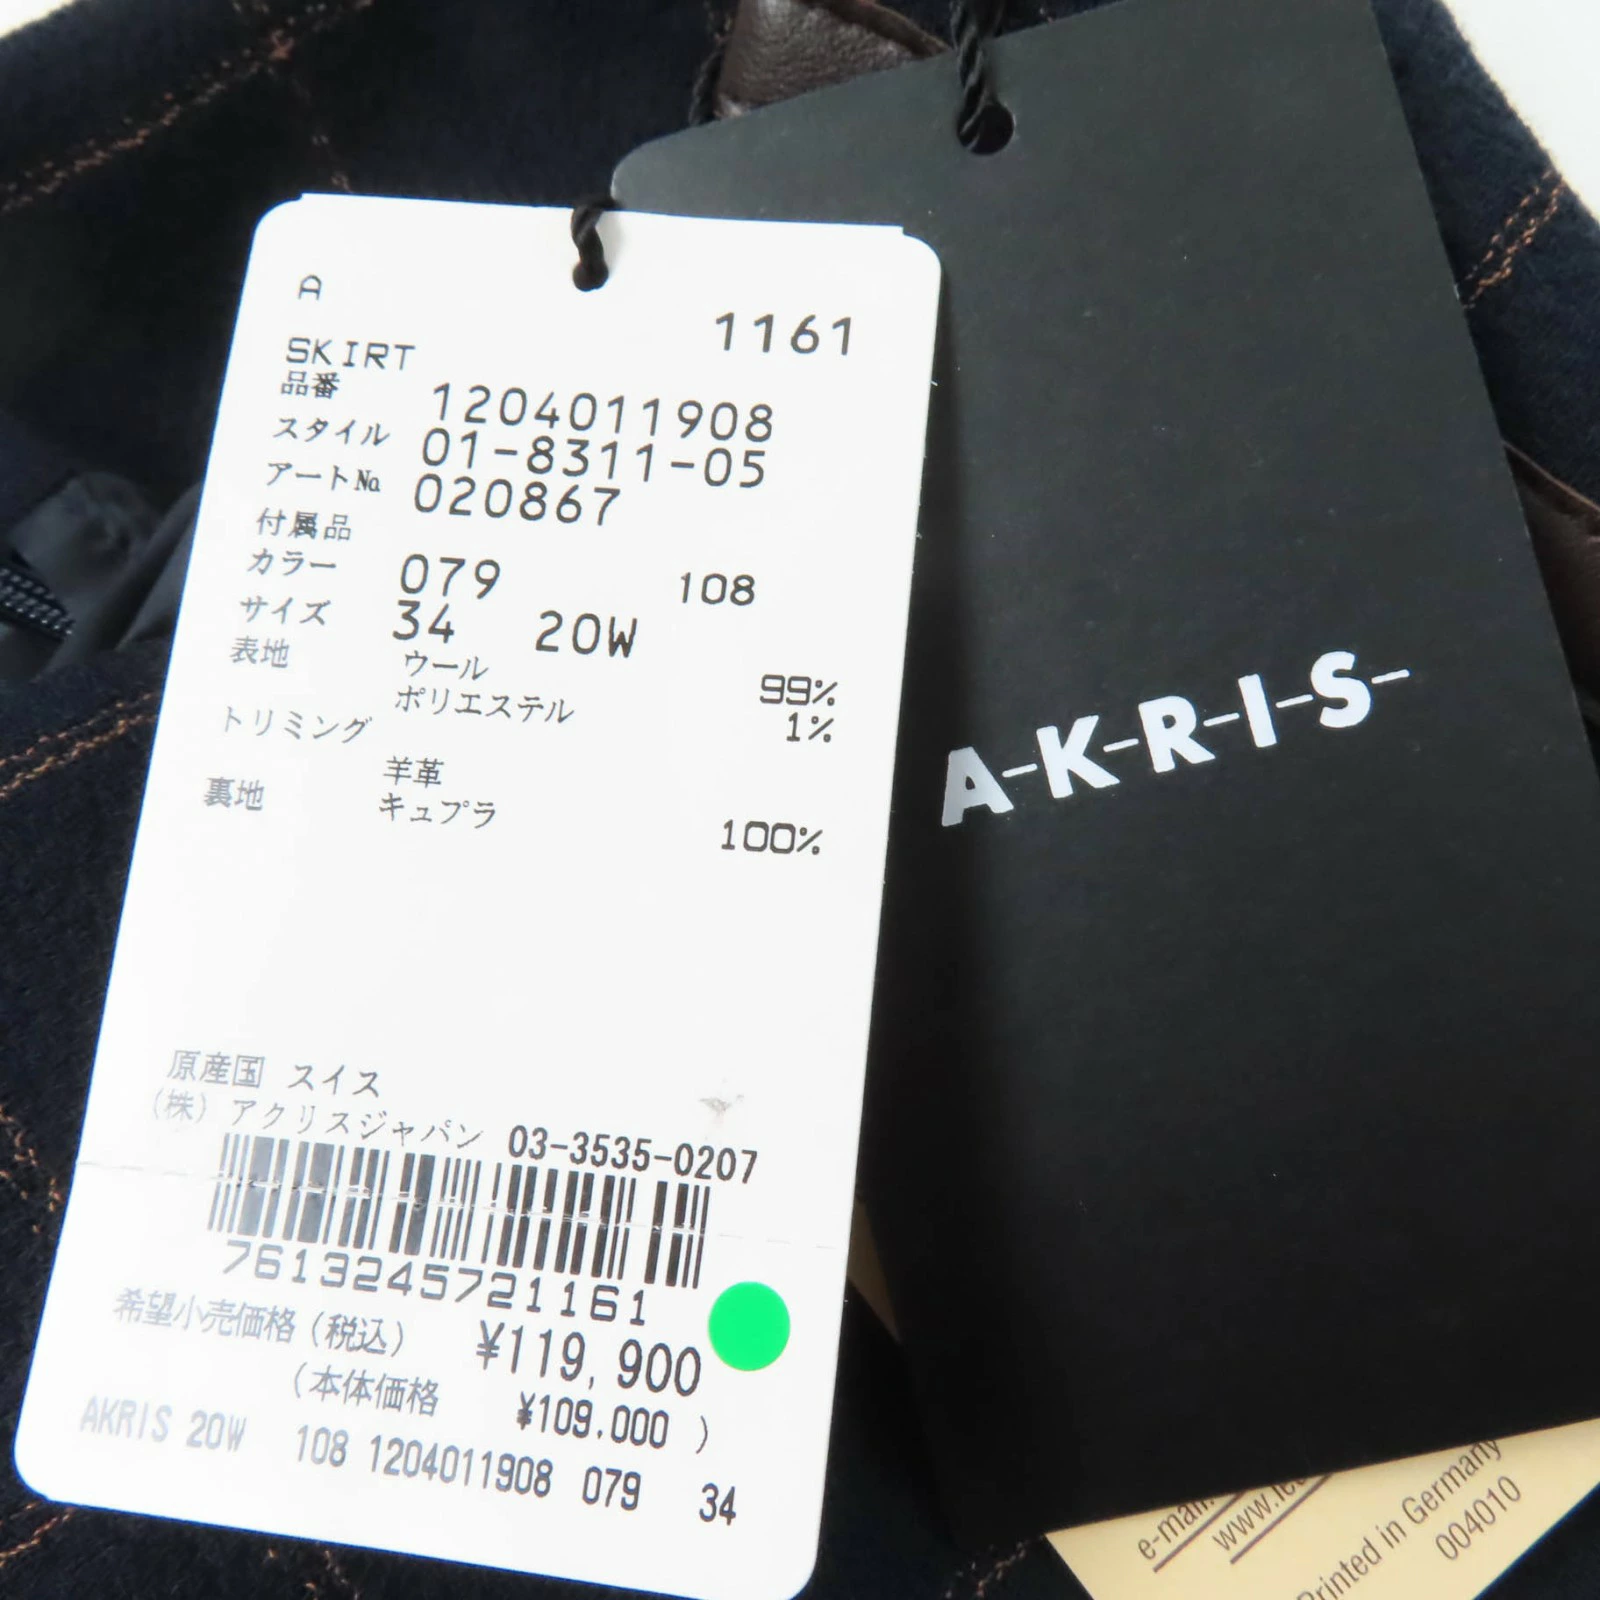 A
1161
SKIRT
品番 1204011908
スタイル 01-8311-05
アート№ 020867
付属品
カラー 079 108
サイズ 34 20W
表地 ウール 99%
ポリエステル 1%
トリミング
羊革
裏地 キュプラ 100%
原産国 スイス
(株) アクリスジャパン 03-3535-0207
7613245721161
希望小売価格(税込) ¥119,900
(本体価格 ¥109.000 )
AKRIS 20W 108 1204011908 079 34
A-K-R-I-S-
e-mail:
Printed in Germany
004010